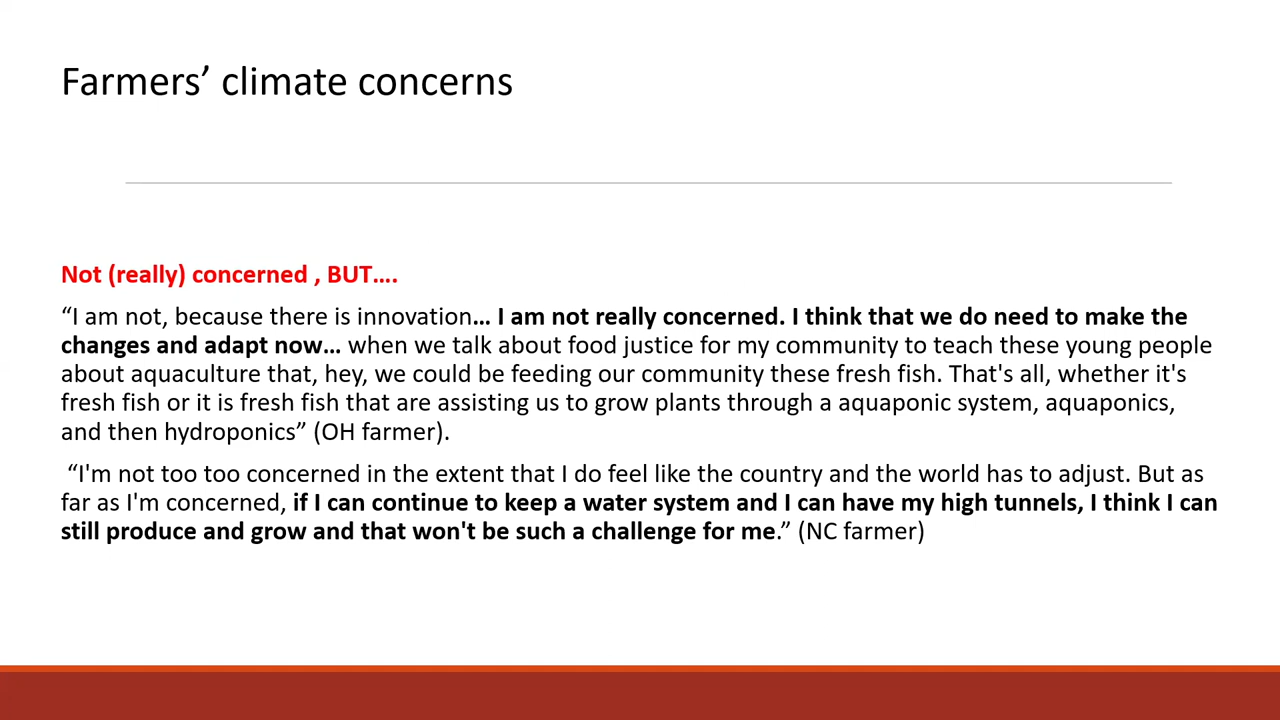 Farmers’ climate concerns
Not (really) concerned , BUT….
“I am not, because there is innovation… I am not really concerned. I think that we do need to make the
changes and adapt now… when we talk about food justice for my community to teach these young people
about aquaculture that, hey, we could be feeding our community these fresh fish. That's all, whether it's
fresh fish or it is fresh fish that are assisting us to grow plants through a aquaponic system, aquaponics,
and then hydroponics” (OH farmer).
“I'm not too too concerned in the extent that I do feel like the country and the world has to adjust. But as
far as I'm concerned, if I can continue to keep a water system and I can have my high tunnels, I think I can
still produce and grow and that won't be such a challenge for me.” (NC farmer)